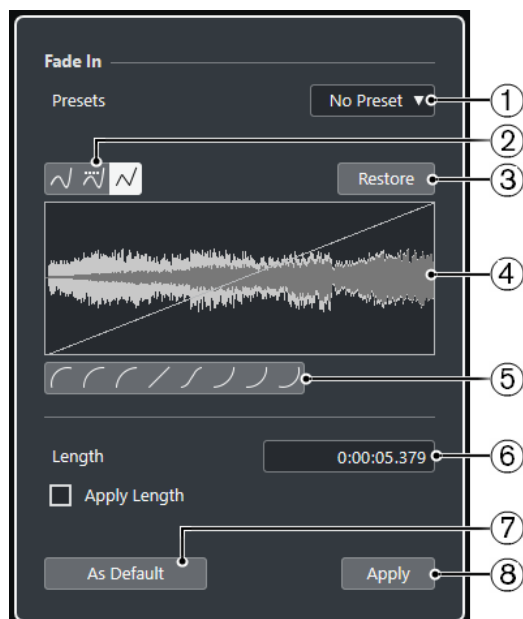 Fade In
Presets
No Preset
1
2
3
Restore
4
5
Length
0:00:05.379
6
Apply Length
7
As Default
Apply
8